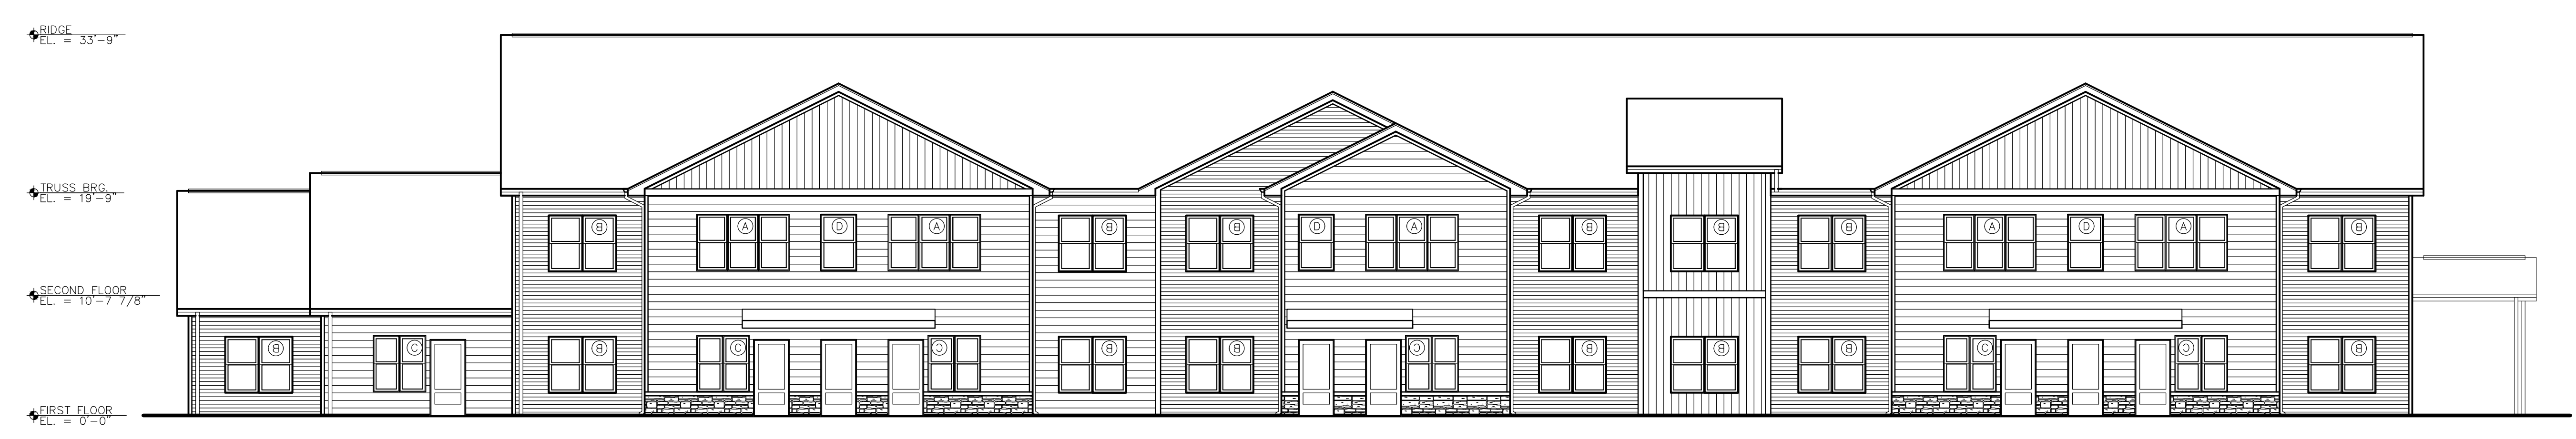 RIDGE
EL. = 33'-9"
TRUSS BRG.
EL. = 19'-9"
B A D A B B D A B B B A D A B
SECOND FLOOR
EL. = 10'-7 7/8"
B C B C C B B C B B B C C B
FIRST FLOOR
EL. = 0'-0"